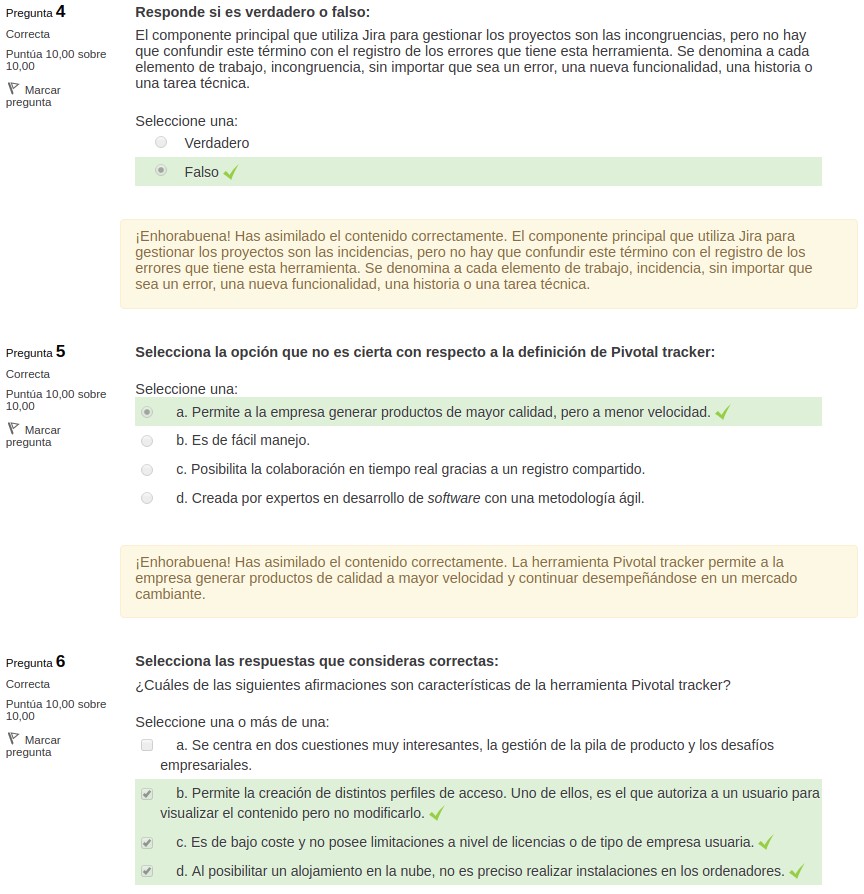 Pregunta 4
Correcta
Puntúa 10,00 sobre
10,00
Marcar
pregunta
Responde si es verdadero o falso:
El componente principal que utiliza Jira para gestionar los proyectos son las incongruencias, pero no hay
que confundir este término con el registro de los errores que tiene esta herramienta. Se denomina a cada
elemento de trabajo, incongruencia, sin importar que sea un error, una nueva funcionalidad, una historia o
una tarea técnica.
Seleccione una:
Verdadero
Falso
¡Enhorabuena! Has asimilado el contenido correctamente. El componente principal que utiliza Jira para
gestionar los proyectos son las incidencias, pero no hay que confundir este término con el registro de los
errores que tiene esta herramienta. Se denomina a cada elemento de trabajo, incidencia, sin importar que
sea un error, una nueva funcionalidad, una historia o una tarea técnica.
Pregunta 5
Correcta
Puntúa 10,00 sobre
10,00
Marcar
pregunta
Selecciona la opción que no es cierta con respecto a la definición de Pivotal tracker:
Seleccione una:
a. Permite a la empresa generar productos de mayor calidad, pero a menor velocidad.
b. Es de fácil manejo.
c. Posibilita la colaboración en tiempo real gracias a un registro compartido.
d. Creada por expertos en desarrollo de software con una metodología ágil.
¡Enhorabuena! Has asimilado el contenido correctamente. La herramienta Pivotal tracker permite a la
empresa generar productos de calidad a mayor velocidad y continuar desempeñándose en un mercado
cambiante.
Pregunta 6
Correcta
Puntúa 10,00 sobre
10,00
Marcar
pregunta
Selecciona las respuestas que consideras correctas:
¿Cuáles de las siguientes afirmaciones son características de la herramienta Pivotal tracker?
Seleccione una o más de una:
a. Se centra en dos cuestiones muy interesantes, la gestión de la pila de producto y los desafíos
empresariales.
b. Permite la creación de distintos perfiles de acceso. Uno de ellos, es el que autoriza a un usuario para
visualizar el contenido pero no modificarlo.
c. Es de bajo coste y no posee limitaciones a nivel de licencias o de tipo de empresa usuaria.
d. Al posibilitar un alojamiento en la nube, no es preciso realizar instalaciones en los ordenadores.